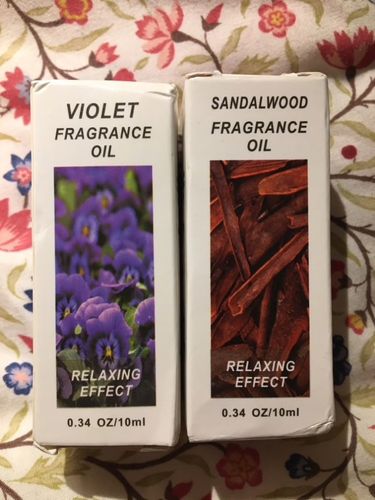 VIOLET
FRAGRANCE
OIL
RELAXING
EFFECT
0.34 OZ/10ml
SANDALWOOD
FRAGRANCE
OIL
RELAXING
EFFECT
0.34 OZ/10ml